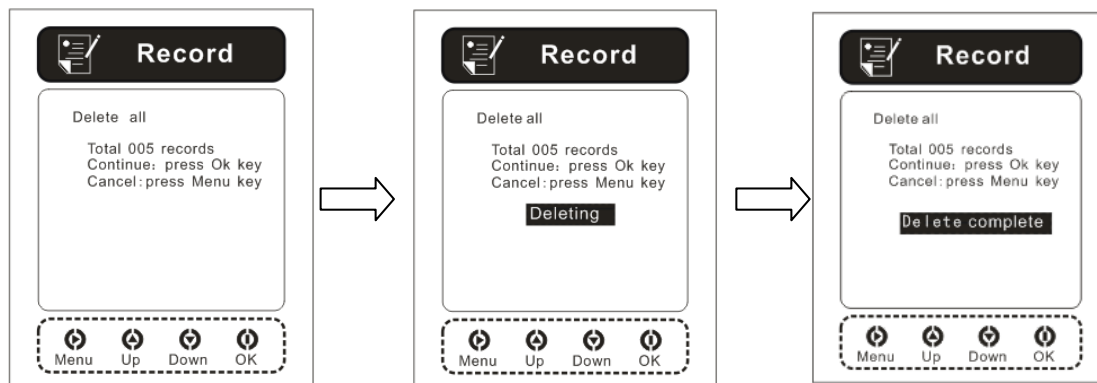 Record
Delete all
Total 005 records
Continue: press Ok key
Cancel:press Menu key
Menu Up Down OK
Record
Delete all
Total 005 records
Continue: press Ok key
Cancel:press Menu key
Deleting
Menu Up Down OK
Record
Delete all
Total 005 records
Continue: press Ok key
Cancel:press Menu key
Delete complete
Menu Up Down OK